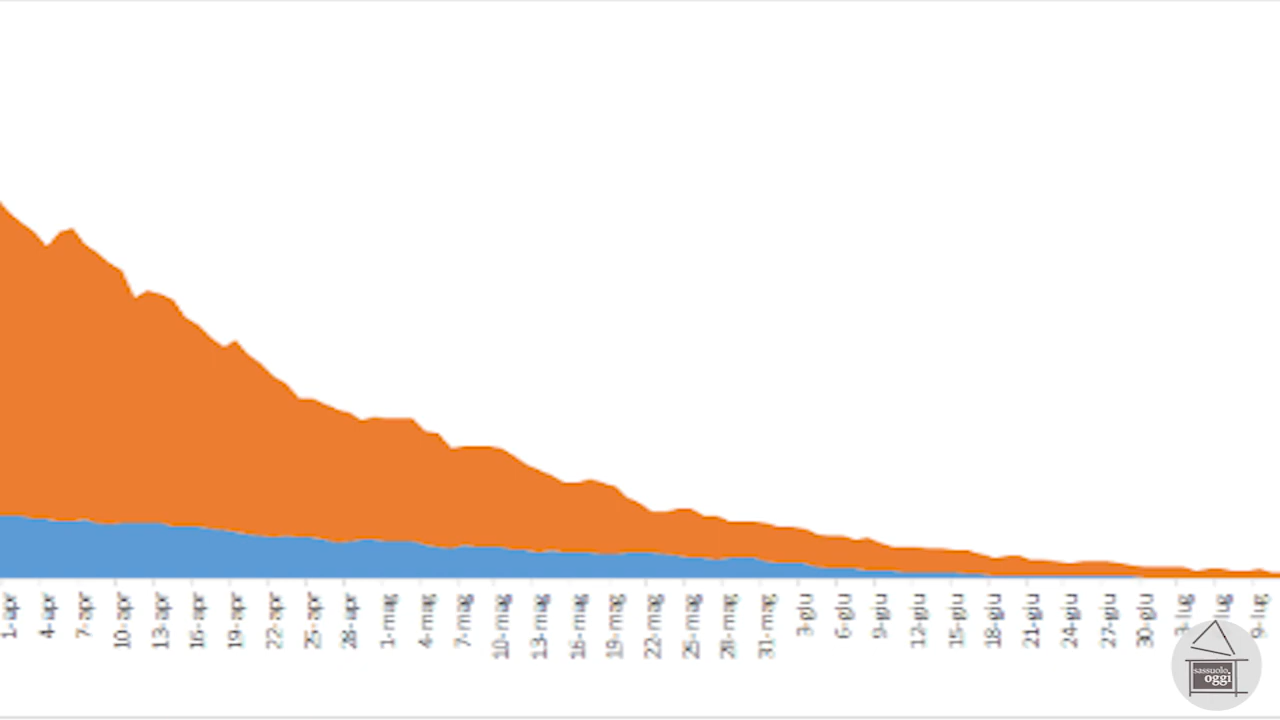 1-apr
4-apr
7-apr
10-apr
13-apr
16-apr
19-apr
22-apr
25-apr
28-apr
1-mag
4-mag
7-mag
10-mag
13-mag
16-mag
19-mag
22-mag
25-mag
28-mag
31-mag
3-giu
6-giu
9-giu
12-giu
15-giu
18-giu
21-giu
24-giu
27-giu
30-giu
3-lug
lug
9-lug
sassuolo
oggi